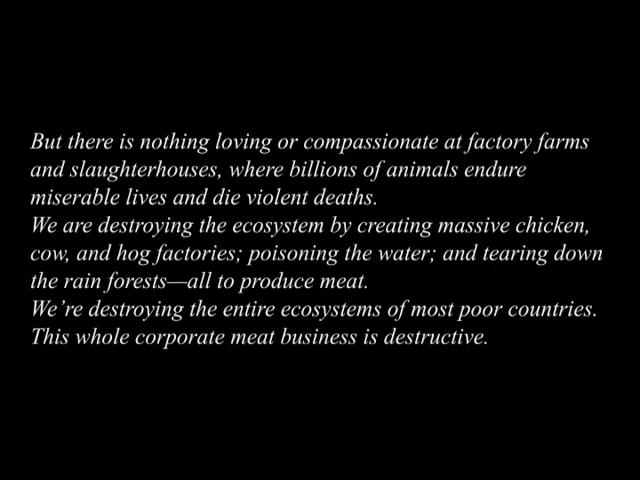 But there is nothing loving or compassionate at factory farms
and slaughterhouses, where billions of animals endure
miserable lives and die violent deaths.
We are destroying the ecosystem by creating massive chicken,
cow, and hog factories; poisoning the water; and tearing down
the rain forests—all to produce meat.
We’re destroying the entire ecosystems of most poor countries.
This whole corporate meat business is destructive.